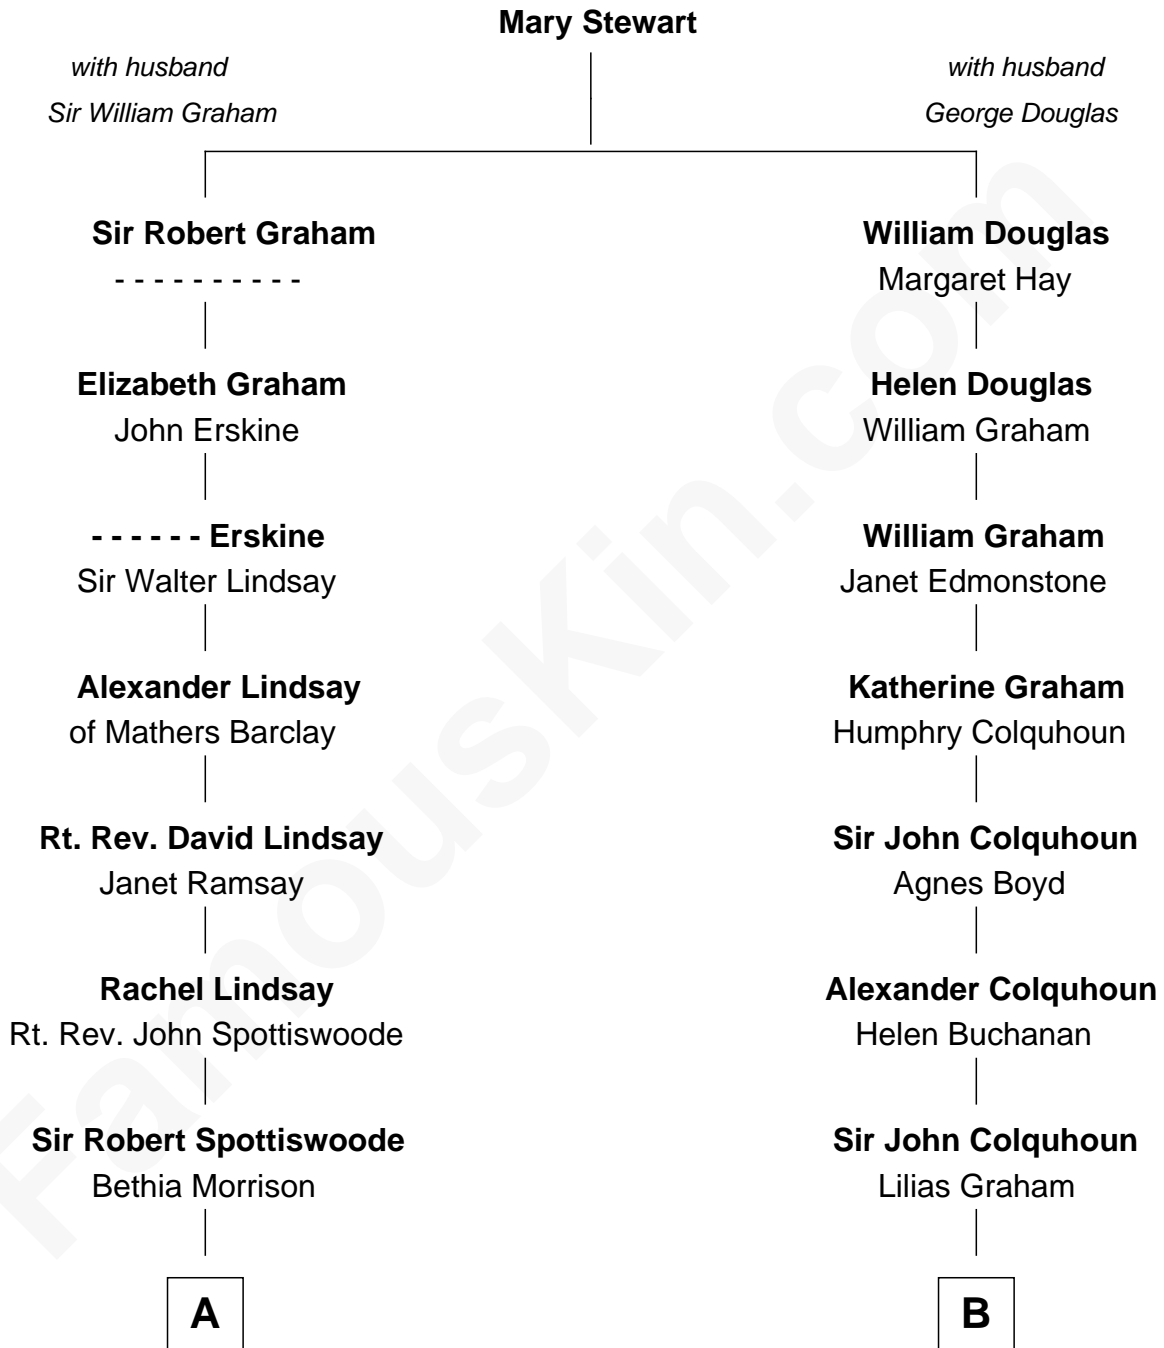 Mary Stewart
with husband
Sir William Graham
with husband
George Douglas
Sir Robert Graham
- - - - - - - - - -
William Douglas
Margaret Hay
Elizabeth Graham
John Erskine
Helen Douglas
William Graham
- - - - - - Erskine
Sir Walter Lindsay
William Graham
Janet Edmonstone
Alexander Lindsay
of Mathers Barclay
Katherine Graham
Humphry Colquhoun
Rt. Rev. David Lindsay
Janet Ramsay
Sir John Colquhoun
Agnes Boyd
Rachel Lindsay
Rt. Rev. John Spottiswoode
Alexander Colquhoun
Helen Buchanan
Sir Robert Spottiswoode
Bethia Morrison
Sir John Colquhoun
Lilias Graham
A
B
FamousKin.com